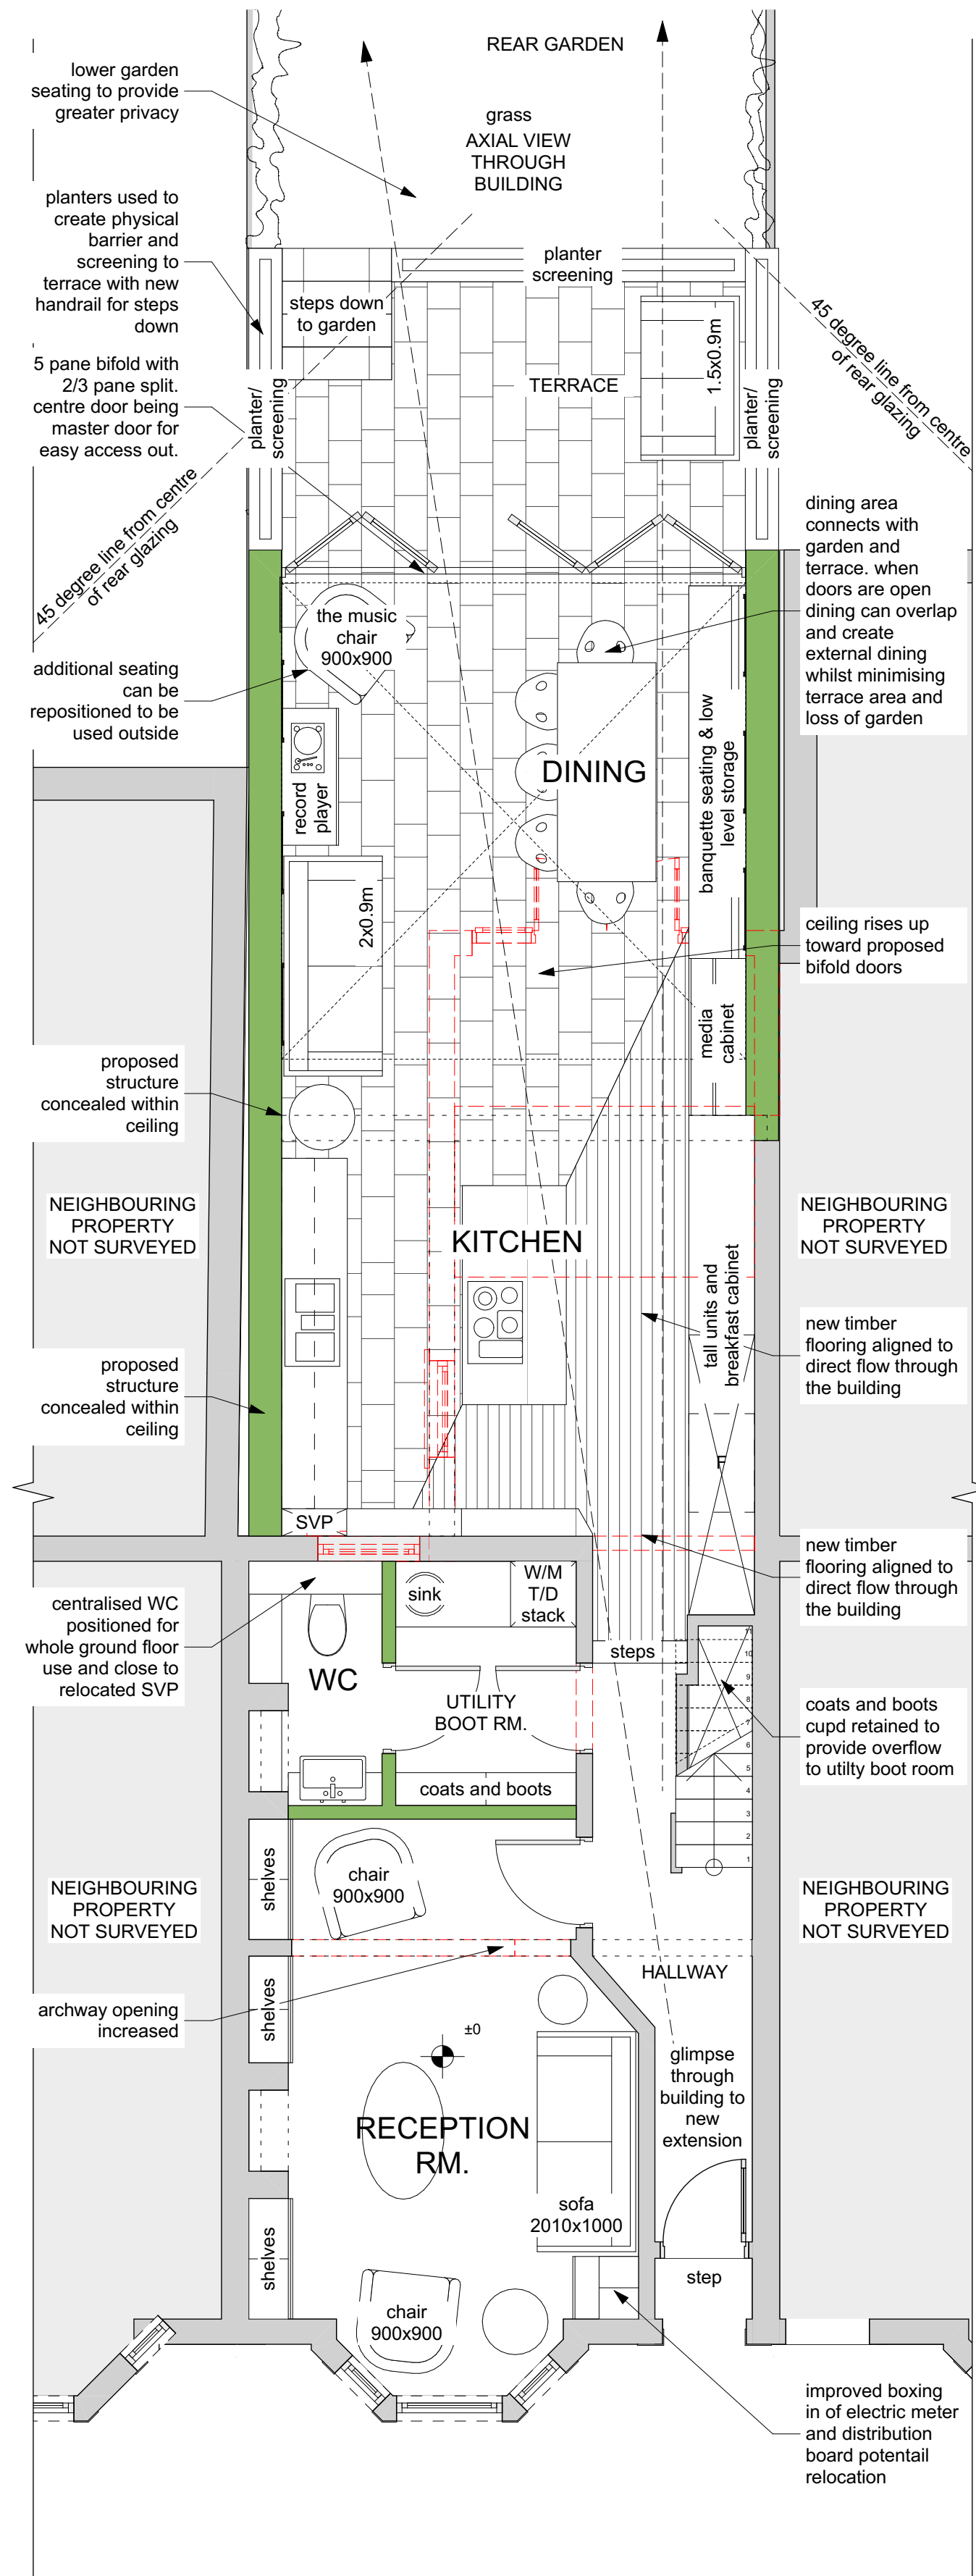 REAR GARDEN
lower garden
seating to provide
greater privacy
grass
AXIAL VIEW
THROUGH
BUILDING
planters used to
create physical
barrier and
screening to
terrace with new
handrail for steps
down
planter
screening
steps down
to garden
1.5x0.9m
TERRACE
45 degree line from centre
of rear glazing
5 pane bifold with
2/3 pane split.
centre door being
master door for
easy access out.
planter/
screening
planter/
screening
45 degree line from centre
of rear glazing
dining area
connects with
garden and
terrace. when
doors are open
dining can overlap
and create
external dining
whilst minimising
terrace area and
loss of garden
the music
chair
900x900
additional seating
can be
repositioned to be
used outside
record
player
DINING
banquette seating & low
level storage
2x0.9m
ceiling rises up
toward proposed
bifold doors
media
cabinet
proposed
structure
concealed within
ceiling
NEIGHBOURING
PROPERTY
NOT SURVEYED
NEIGHBOURING
PROPERTY
NOT SURVEYED
KITCHEN
tall units and
breakfast cabinet
new timber
flooring aligned to
direct flow through
the building
proposed
structure
concealed within
ceiling
F
SVP
new timber
flooring aligned to
direct flow through
the building
sink
W/M
T/D
stack
centralised WC
positioned for
whole ground floor
use and close to
relocated SVP
steps
WC
UTILITY
BOOT RM.
11
10
9
8
7
6
5
4
3
2
1
coats and boots
cupd retained to
provide overflow
to utilty boot room
coats and boots
shelves
chair
900x900
NEIGHBOURING
PROPERTY
NOT SURVEYED
NEIGHBOURING
PROPERTY
NOT SURVEYED
HALLWAY
shelves
archway opening
increased
±0
glimpse
through
building to
new
extension
RECEPTION
RM.
sofa
2010x1000
shelves
step
chair
900x900
improved boxing
in of electric meter
and distribution
board potentail
relocation